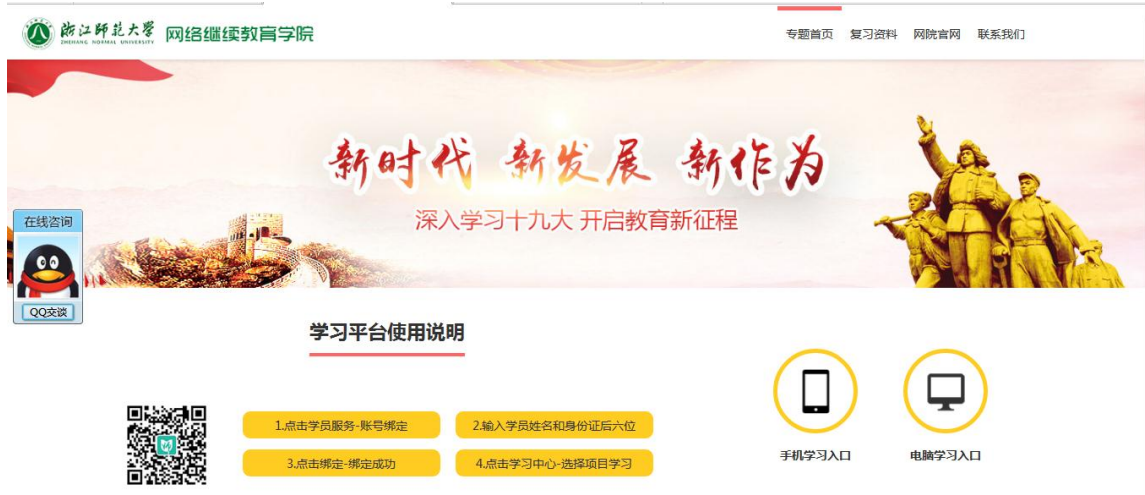 浙江师范大学 网络继续教育学院
ZHEJIANG NORMAL UNIVERSITY
专题首页 复习资料 网院官网 联系我们
新时代 新发展 新作为
深入学习十九大 开启教育新征程
在线咨询
QQ交谈
学习平台使用说明
1.点击学员服务-账号绑定
2.输入学员姓名和身份证后六位
3.点击绑定-绑定成功
4.点击学习中心-选择项目学习
手机学习入口
电脑学习入口